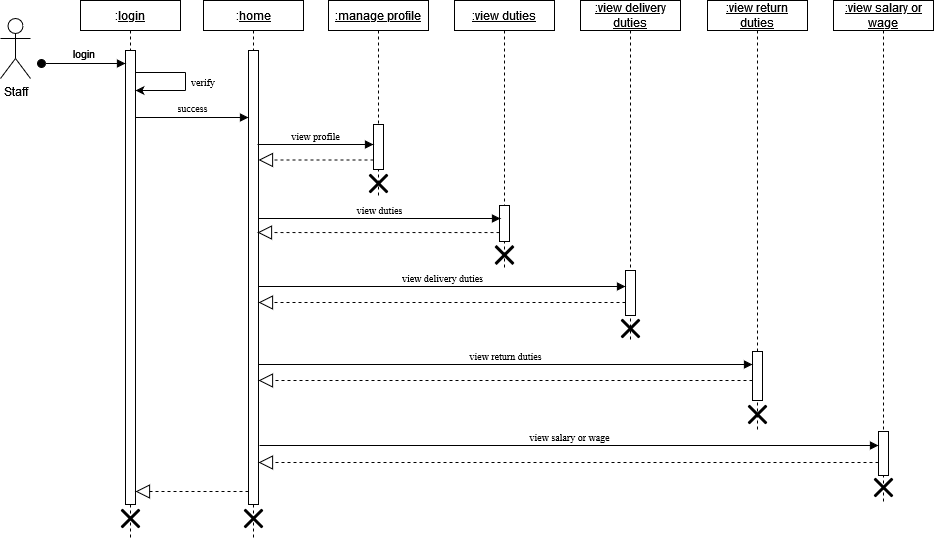 :login
:home
:manage profile
:view duties
:view delivery
duties
:view return
duties
:view salary or
wage
login
Staff
verify
success
view profile
view duties
view delivery duties
view return duties
view salary or wage